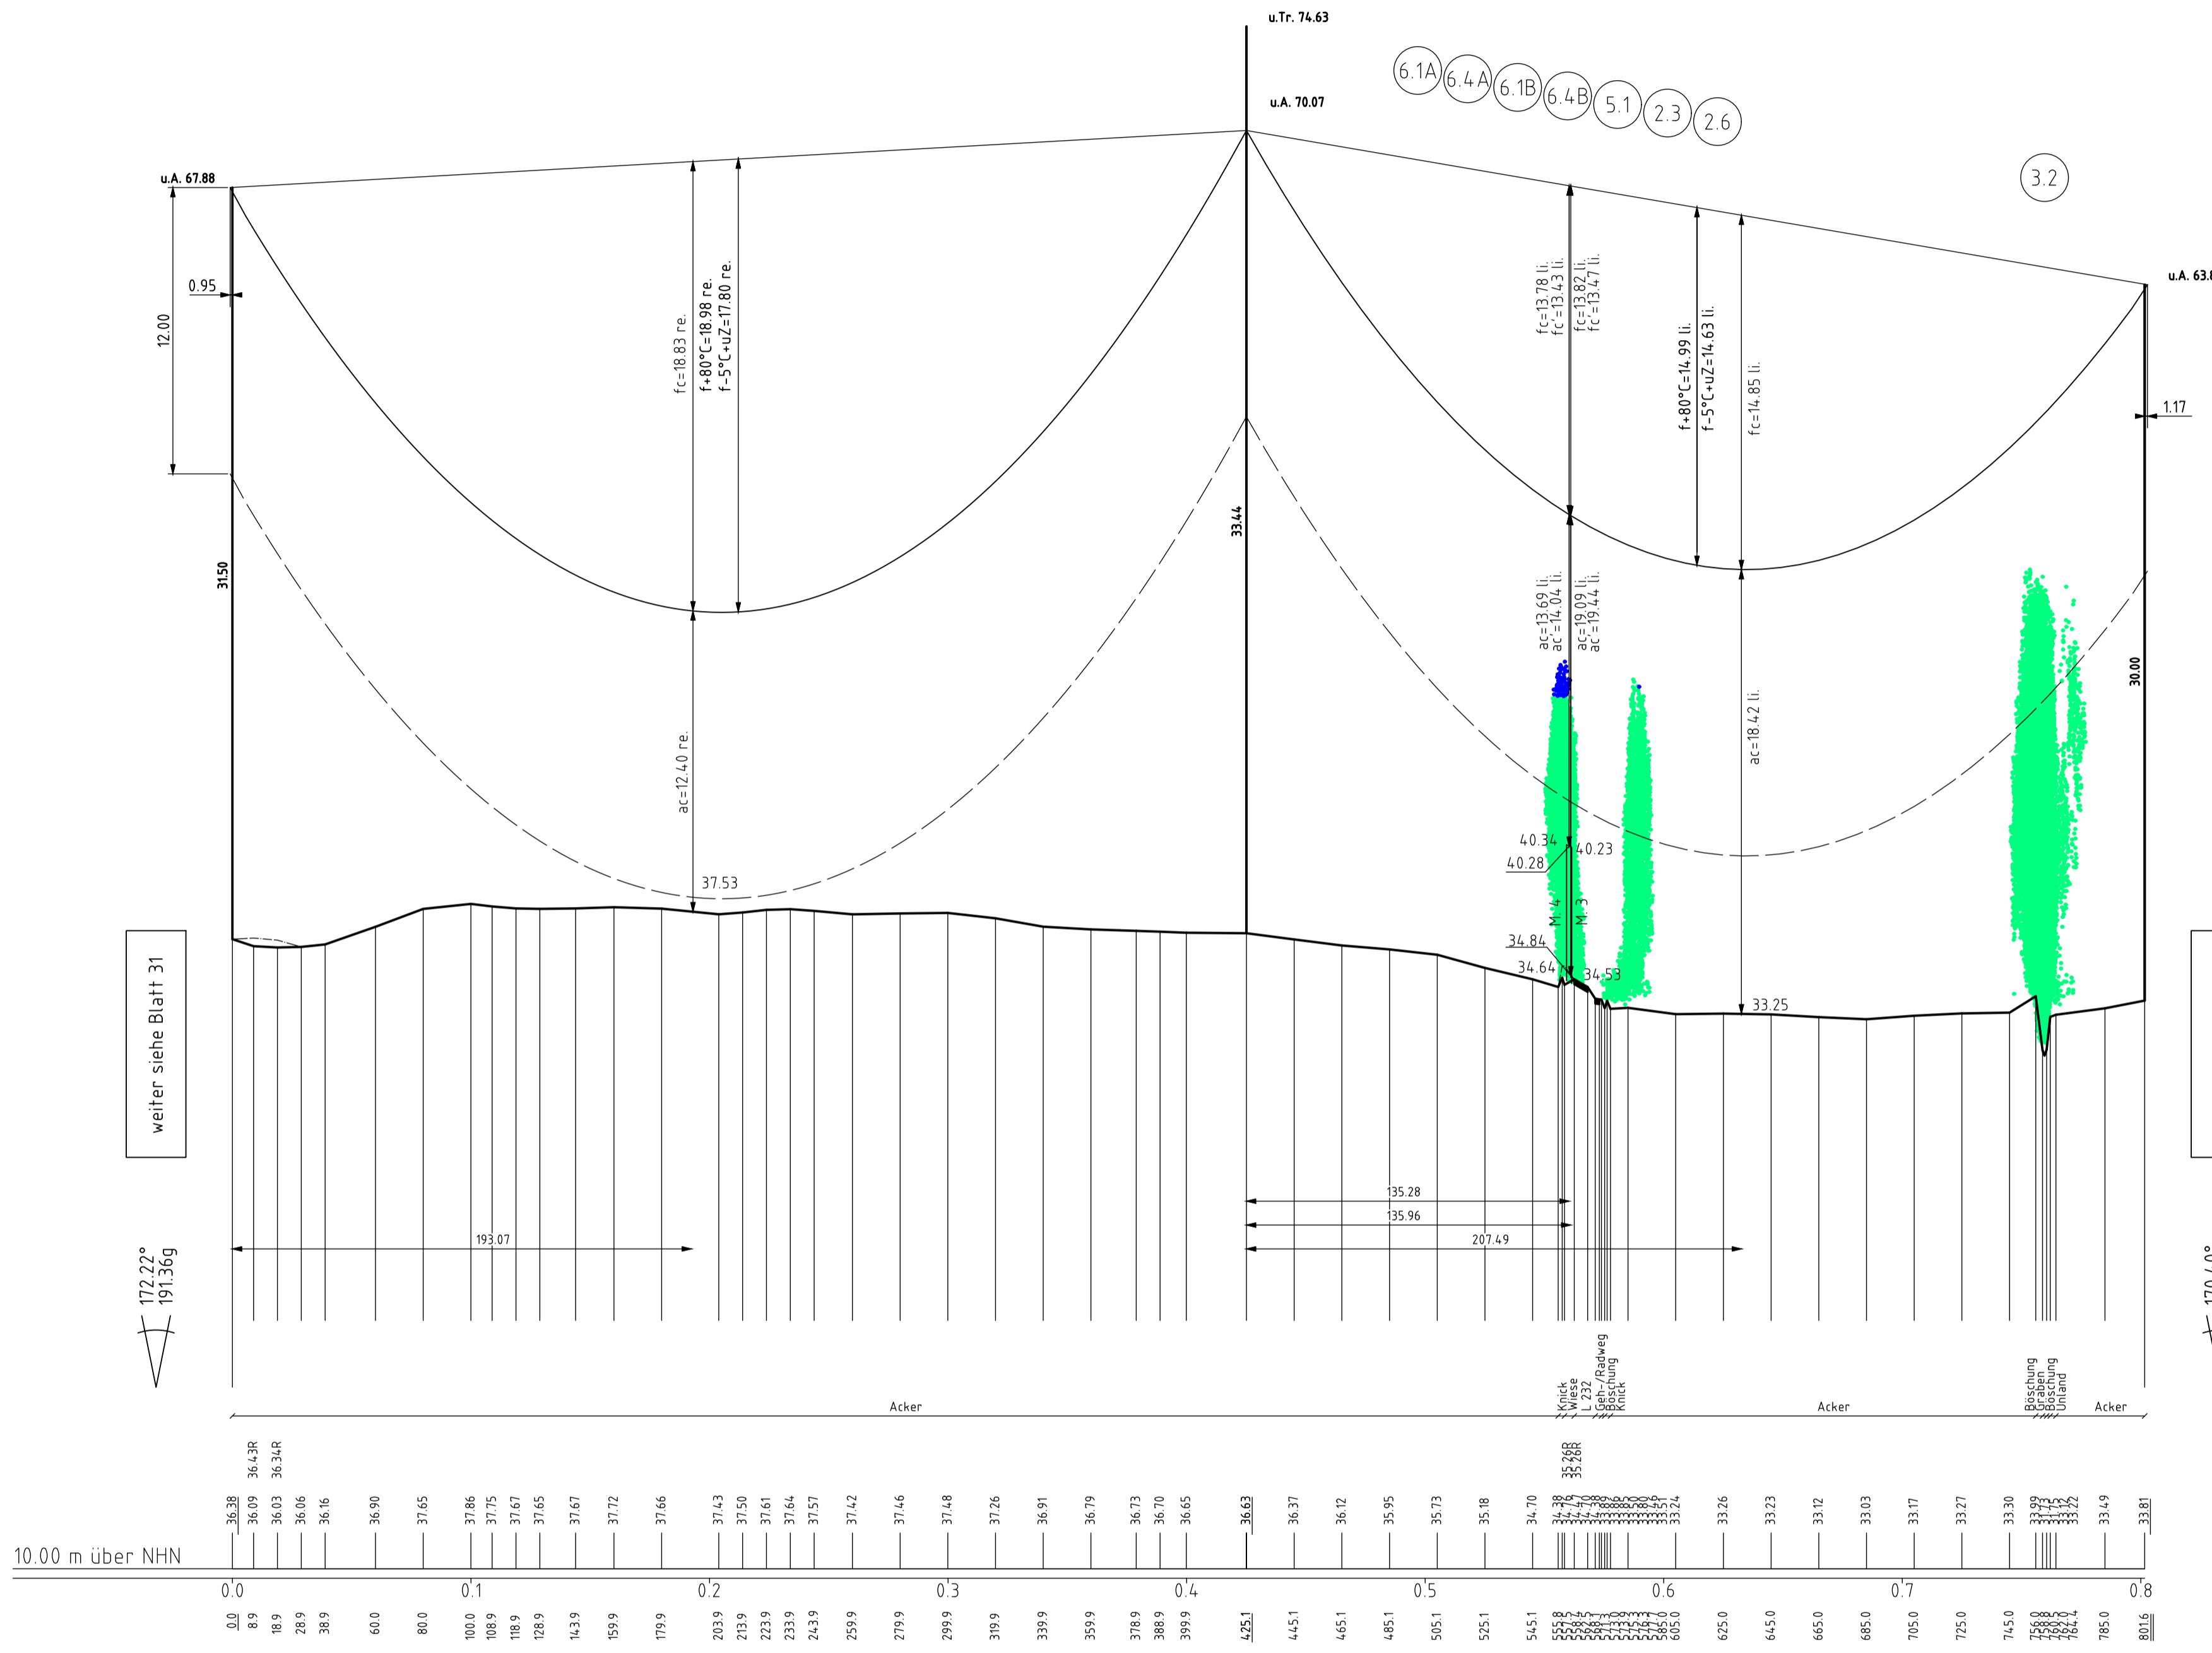 u.Tr. 74.63
u.A. 70.07
6.1A
6.4A
6.1B
6.4B
5.1
2.3
2.6
3.2
u.A. 67.88
0.95
12.00
31.50
fc=18.83 re.
f+80°C=18.98 re.
f-5°C+uZ=17.80 re.
ac=12.40 re.
37.53
33.44
fc=13.78 li.
fc'=13.43 li.
fc=13.82 li.
fc'=13.47 li.
f+80°C=14.99 li.
f-5°C+uZ=14.63 li.
fc=14.85 li.
1.17
ac=13.69 li.
ac'=14.04 li.
ac=19.09 li.
ac'=19.44 li.
ac=18.42 li.
30.00
40.34
40.28
40.23
M. 4
M. 3
34.84
34.64
34.53
33.25
weiter siehe Blatt 31
135.28
135.96
193.07
207.49
172.22°
191.36g
Acker
Knick
Wiese
L 232
Geh-/Radweg
Böschung
Knick
Acker
Böschung
Graben
Böschung
Unland
Acker
36.43R
36.34R
35.26R
35.26R
36.38
36.09
36.03
36.06
36.16
36.90
37.65
37.86
37.75
37.67
37.65
37.67
37.72
37.66
37.43
37.50
37.61
37.64
37.57
37.42
37.46
37.48
37.26
36.91
36.79
36.73
36.70
36.65
36.63
36.37
36.12
35.95
35.73
35.18
34.70
34.38
33.51
33.24
33.26
33.23
33.12
33.03
33.17
33.27
33.30
33.99
33.22
33.49
33.81
10.00 m über NHN
0.0
0.1
0.2
0.3
0.4
0.5
0.6
0.7
0.8
0.0
8.9
18.9
28.9
38.9
60.0
80.0
100.0
108.9
118.9
128.9
143.9
159.9
179.9
203.9
213.9
223.9
233.9
243.9
259.9
279.9
299.9
319.9
339.9
359.9
378.9
388.9
399.9
425.1
445.1
465.1
485.1
505.1
525.1
545.1
555.8
585.0
605.0
625.0
645.0
665.0
685.0
705.0
725.0
745.0
756.0
764.4
785.0
801.6